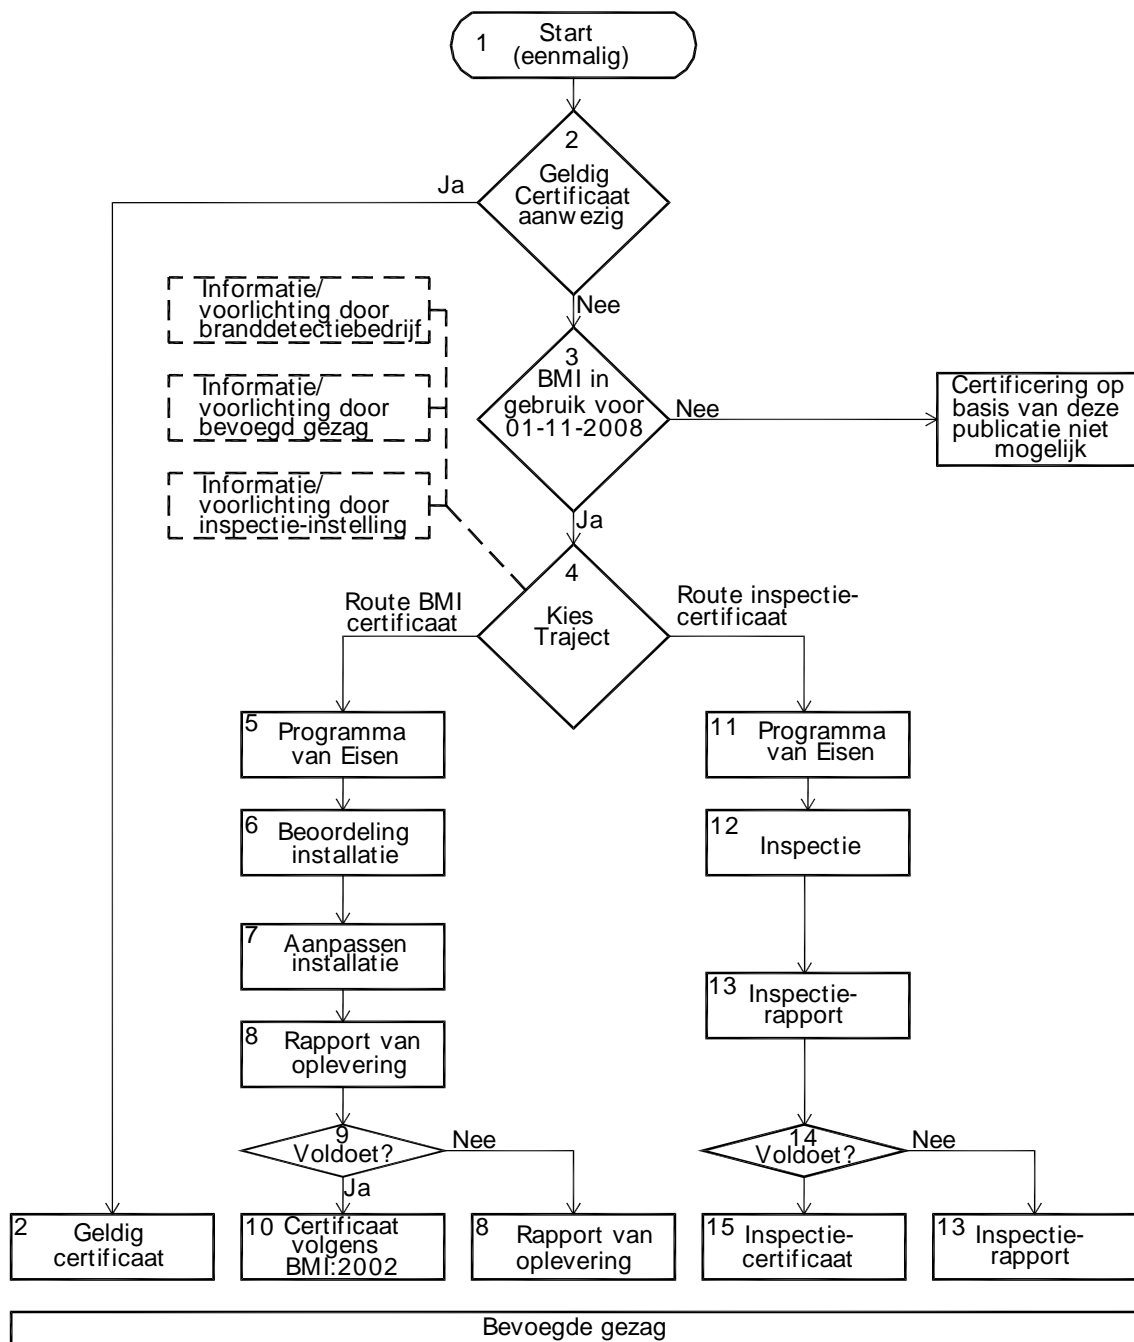 1
Start
(eenmalig)
2
Geldig
Certificaat
aanwezig
Ja
Nee
Informatie/
voorlichting door
branddetectiebedrijf
Informatie/
voorlichting door
bevoegd gezag
Informatie/
voorlichting door
inspectie-instelling
3
BMI in
gebruik voor
01-11-2008
Nee
Certificering op
basis van deze
publicatie niet
mogelijk
Ja
4
Kies
Traject
Route BMI
certificaat
Route inspectie-
certificaat
5
Programma
van Eisen
11
Programma
van Eisen
6
Beoordeling
installatie
12
Inspectie
7
Aanpassen
installatie
13
Inspectie-
rapport
8
Rapport van
oplevering
9
Voldoet?
Nee
Ja
14
Voldoet?
Nee
2
Geldig
certificaat
10
Certificaat
volgens
BMI:2002
8
Rapport van
oplevering
15
Inspectie-
certificaat
13
Inspectie-
rapport
Bevoegde gezag